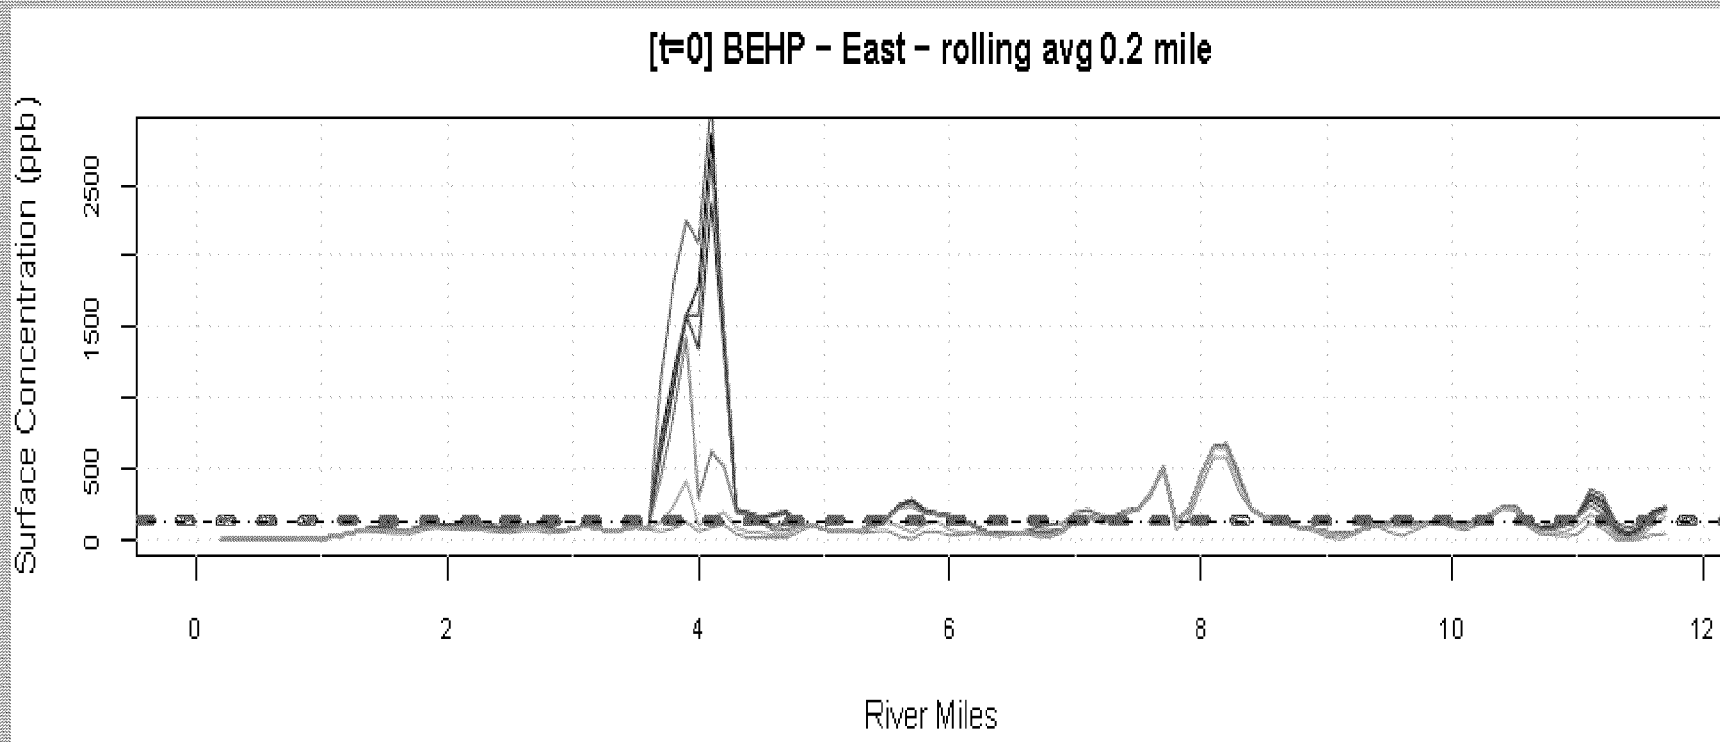 [t=0] BEHP − East − rolling avg 0.2 mile
Surface Concentration (ppb)
2500
1500
500
0
0 2 4 6 8 10 12
River Miles